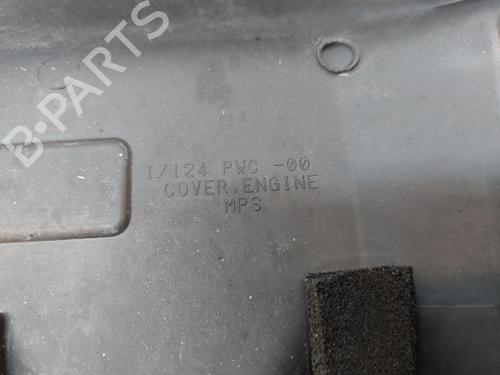 B-PARTS
17124 PWC -00
COVER,ENGINE
MPS